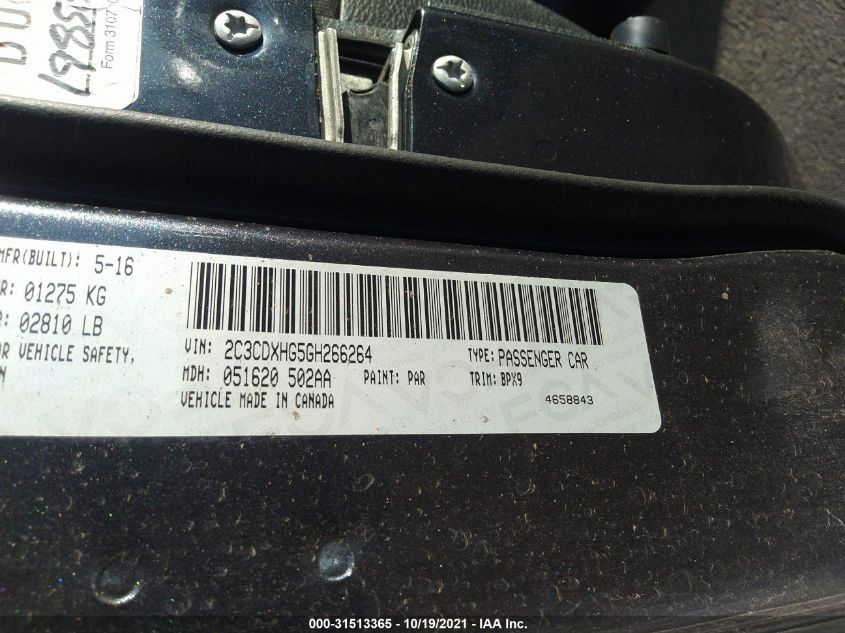 Form 3107
MFR(BUILT): 5-16
R: 01275 KG
R: 02810 LB
OR VEHICLE SAFETY,
N
VIN: 2C3CDXHG5GH266264
TYPE: PASSENGER CAR
MDH: 051620 502AA
PAINT: PAR
TRIM: BPX9
VEHICLE MADE IN CANADA
4658843
000-31513365 - 10/19/2021 - IAA Inc.